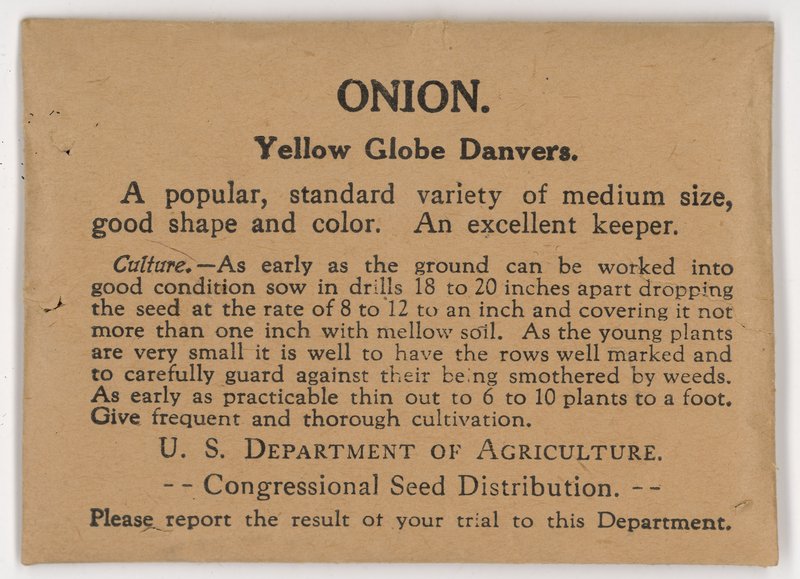 ONION.
Yellow Globe Danvers.
A popular, standard variety of medium size,
good shape and color. An excellent keeper.
Culture.—As early as the ground can be worked into
good condition sow in drills 18 to 20 inches apart dropping
the seed at the rate of 8 to 12 to an inch and covering it not
more than one inch with mellow soil. As the young plants
are very small it is well to have the rows well marked and
to carefully guard against their being smothered by weeds.
As early as practicable thin out to 6 to 10 plants to a foot.
Give frequent and thorough cultivation.
U. S. DEPARTMENT OF AGRICULTURE.
-- Congressional Seed Distribution. --
Please report the result of your trial to this Department.